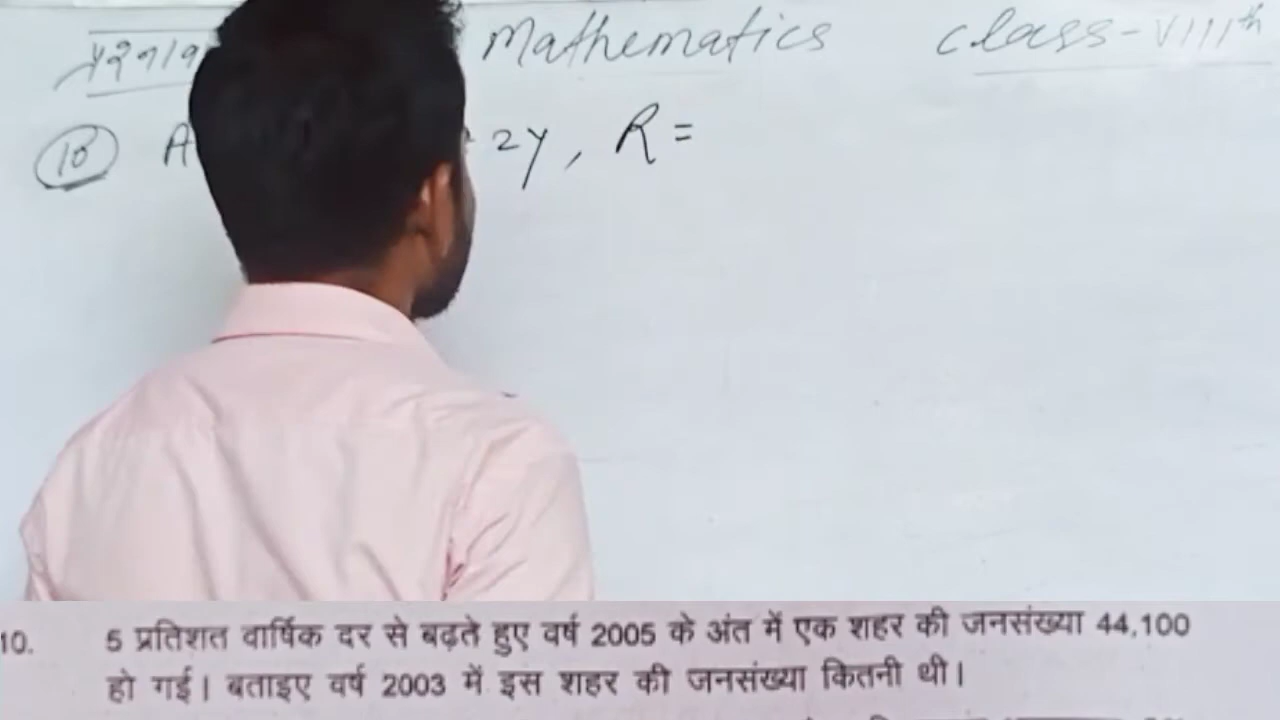 Mathematics class-VIIIth
10 A 2y, R =
10. 5 प्रतिशत वार्षिक दर से बढ़ते हुए वर्ष 2005 के अंत में एक शहर की जनसंख्या 44,100
हो गई। बताइए वर्ष 2003 में इस शहर की जनसंख्या कितनी थी।